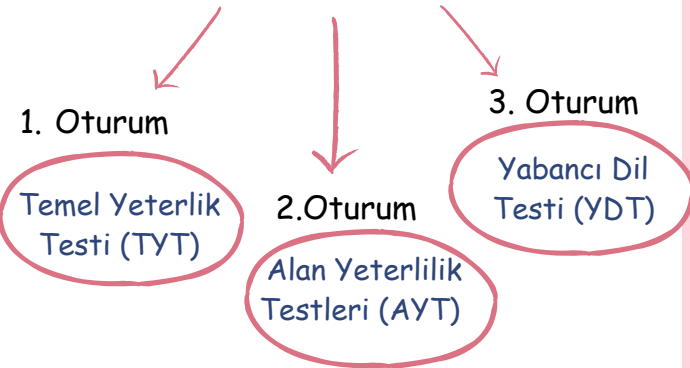 1. Oturum
Temel Yeterlik
Testi (TYT)
2.Oturum
Alan Yeterlilik
Testleri (AYT)
3. Oturum
Yabancı Dil
Testi (YDT)